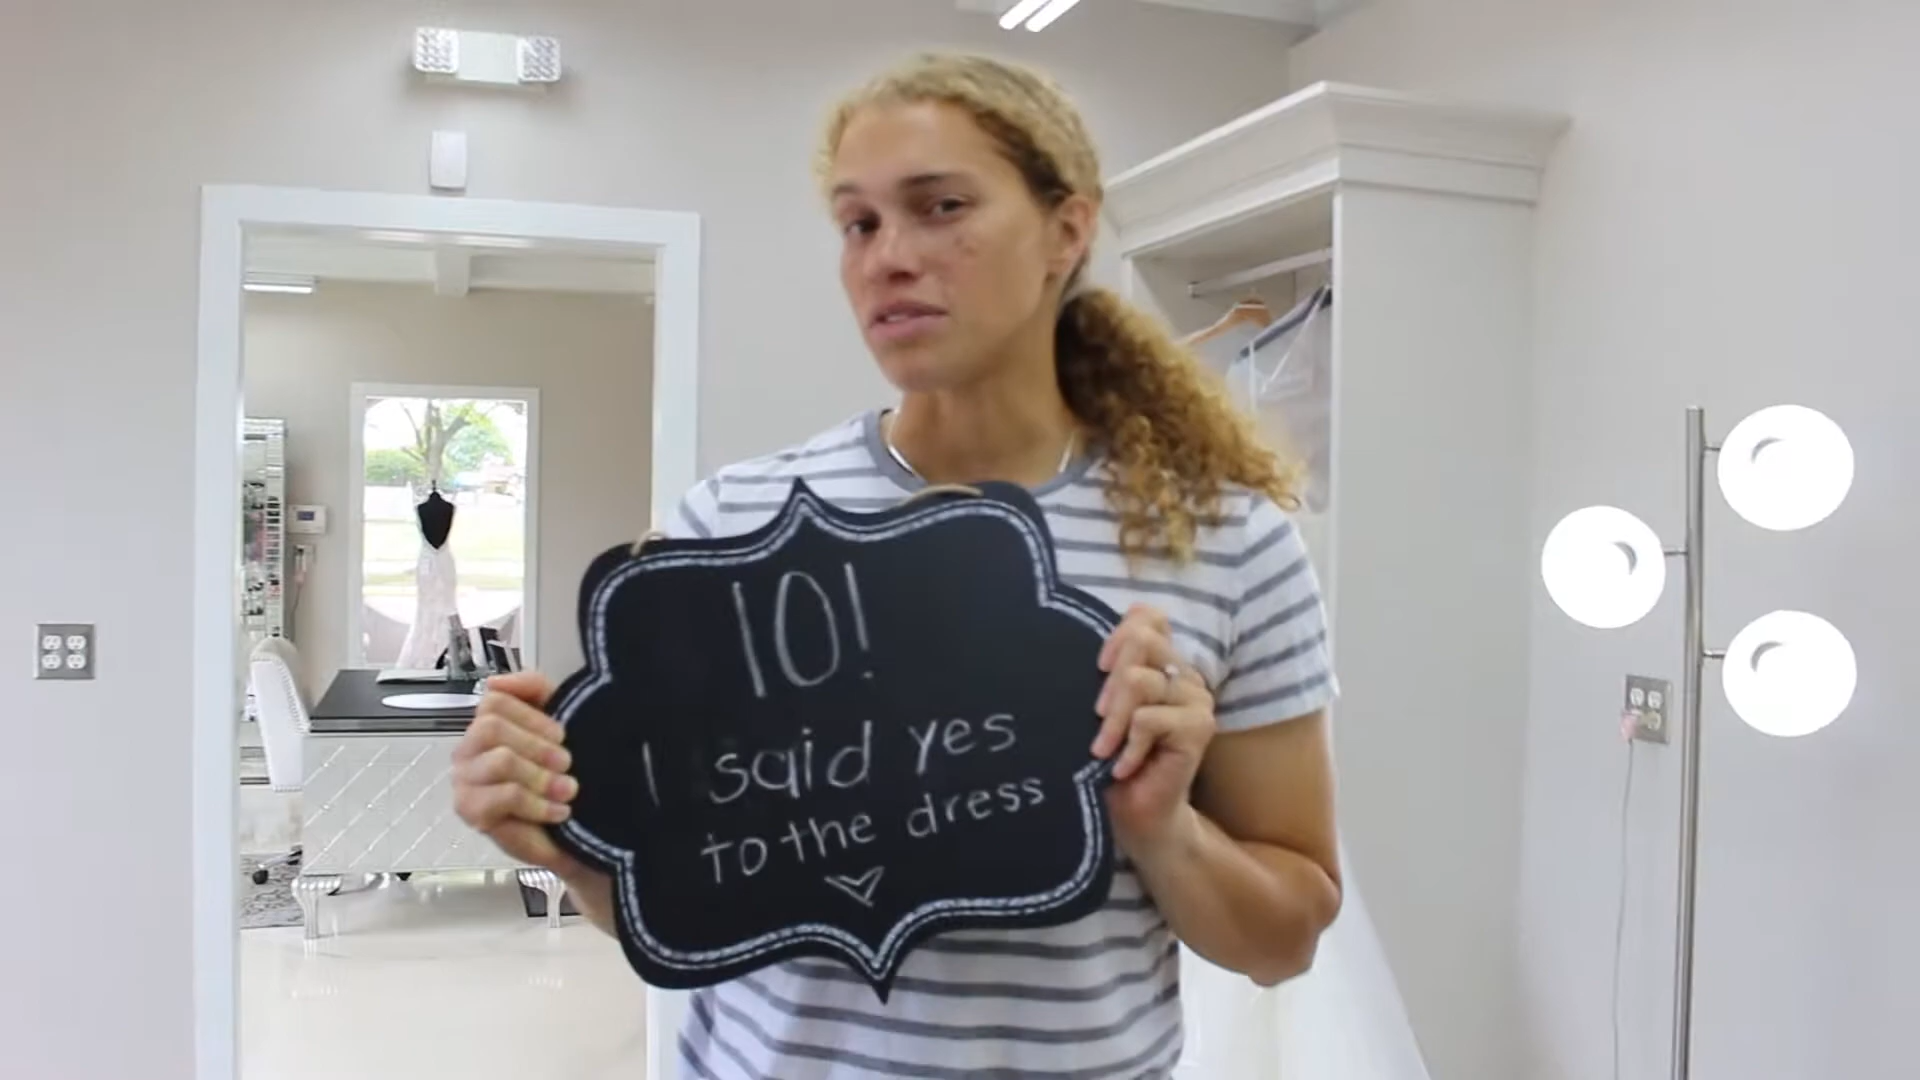 10!
I said yes
to the dress